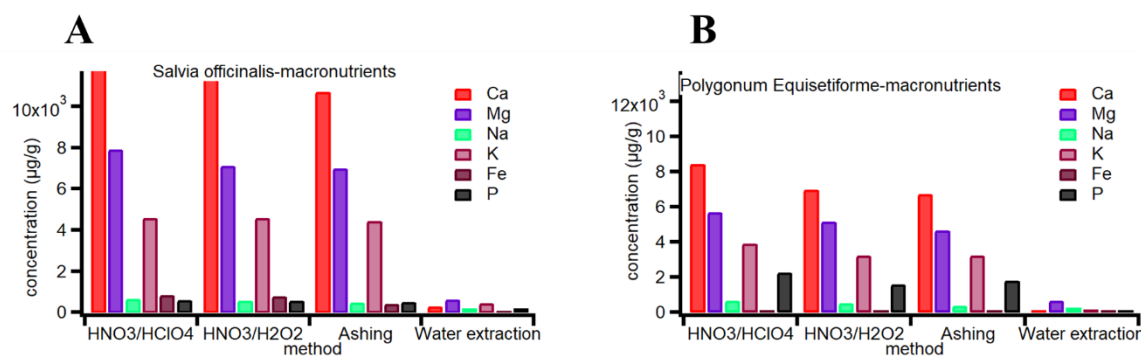 A
Salvia officinalis-macronutrients
10x10³
8
6
4
2
0
concentration (µg/g)
Ca
Mg
Na
K
Fe
P
HNO3/HClO4
HNO3/H2O2
Ashing
Water extraction
method
B
Polygonum Equisetiforme-macronutrients
12x10³
10
8
6
4
2
0
concentration (µg/g)
Ca
Mg
Na
K
Fe
P
HNO3/HClO4
HNO3/H2O2
Ashing
Water extraction
method